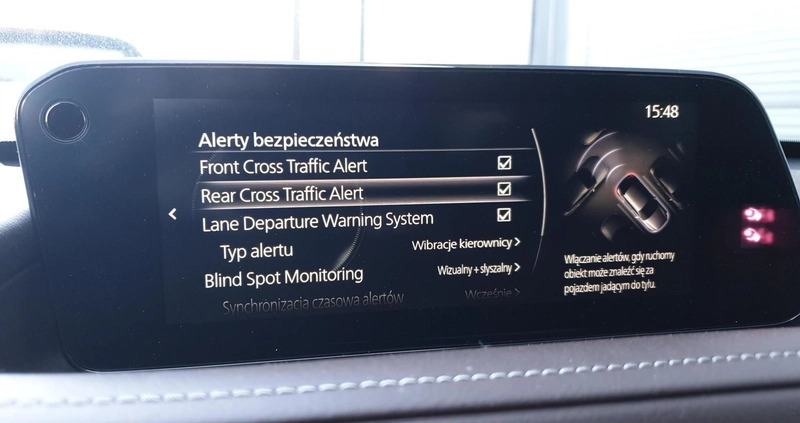 15:48
Alerty bezpieczeństwa
Front Cross Traffic Alert
Rear Cross Traffic Alert
Lane Departure Warning System
Typ alertu Wibracje kierownicy
Blind Spot Monitoring Wizualny + słyszalny
Synchronizacja czasowa alertów Wcześnie
Włączanie alertów, gdy ruchomy
obiekt może znaleźć się za
pojazdem jadącym do tyłu.